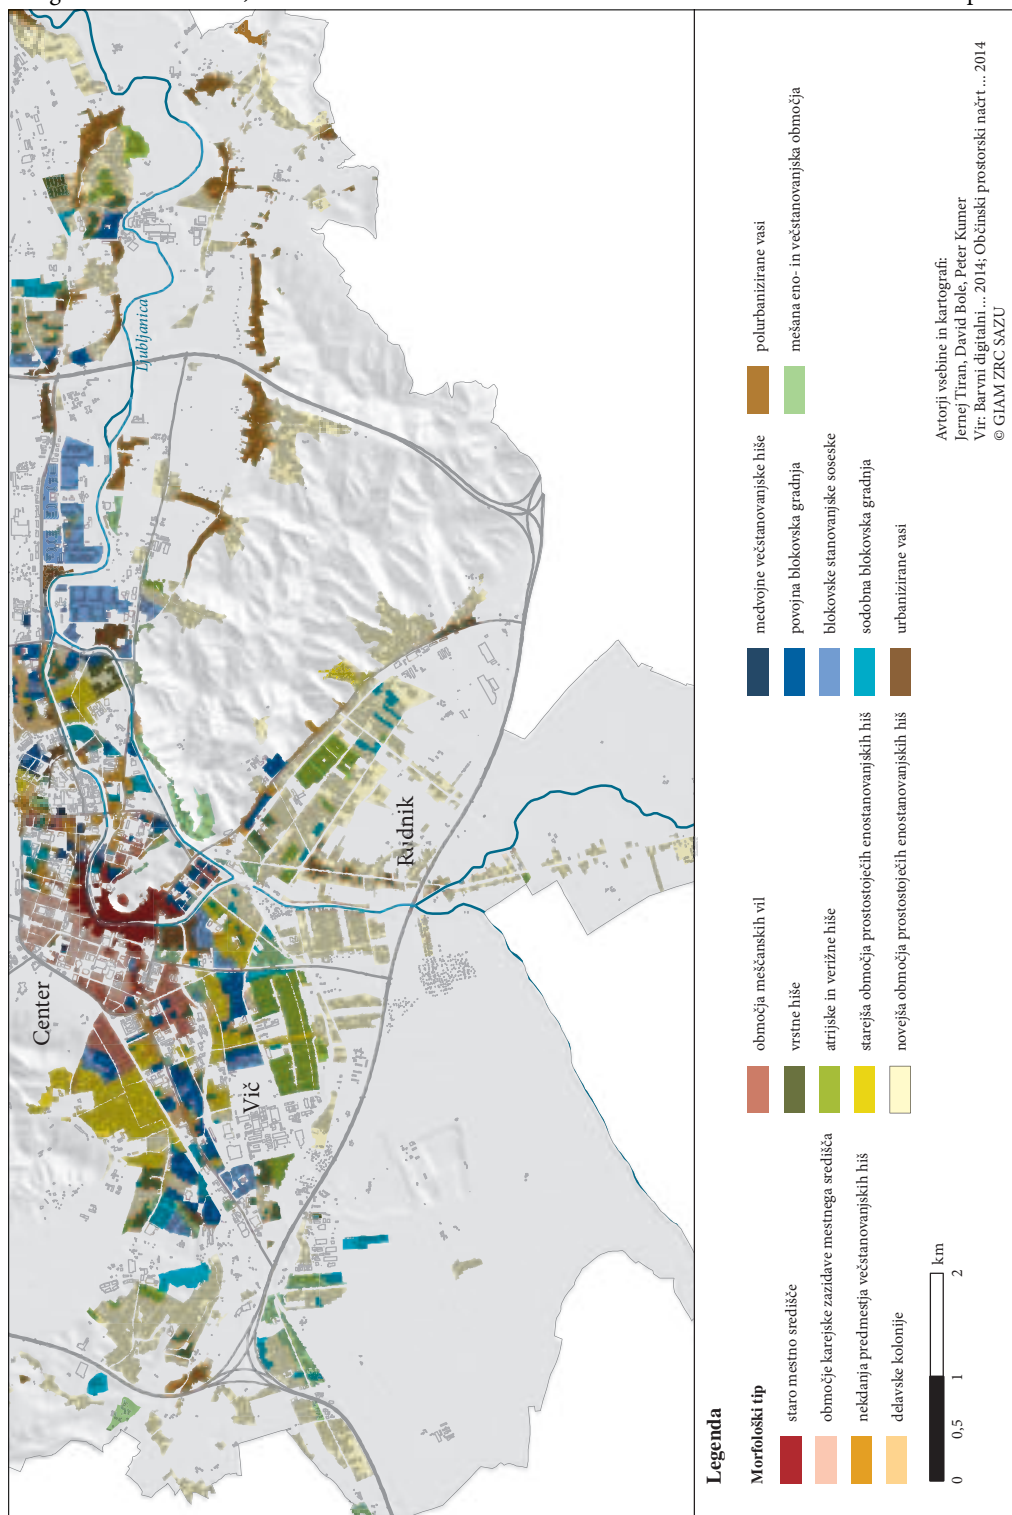 Center
Vič
Rudnik
Ljubljanica
Legenda
Morfološki tip
staro mestno središče
območje karejske zazidave mestnega središča
nekdanja predmestja večstanovanjskih hiš
delavske kolonije
območja meščanskih vil
vrstne hiše
atrijske in verižne hiše
starejša območja prostostoječih enostanovanjskih hiš
novejša območja prostostoječih enostanovanjskih hiš
medvojne večstanovanjske hiše
povojna blokovska gradnja
blokovske stanovanjske soseske
sodobna blokovska gradnja
urbanizirane vasi
polurbanizirane vasi
mešana eno- in večstanovanjska območja
0 0,5 1 2 km
Avtorji vsebine in kartografi:
Jernej Tiran, David Bole, Peter Kumer
Vir: Barvni digitalni ... 2014; Občinski prostorski načrt ... 2014
© GIAM ZRC SAZU